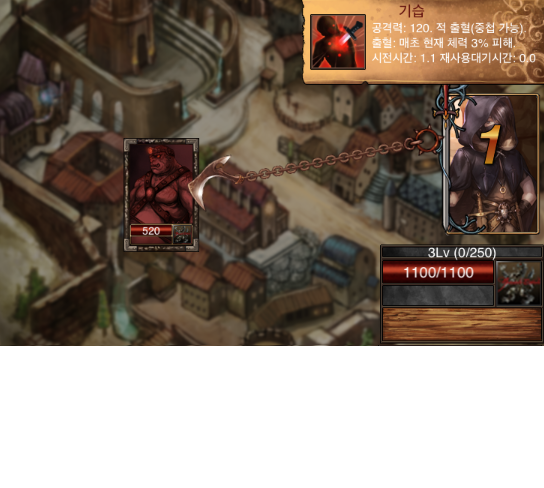 기습
공격력: 120. 적 출혈(중첩 가능)
출혈: 매초 현재 체력 3% 피해.
시전시간: 1.1 재사용대기시간: 0.0
1
520
3Lv (0/250)
1100/1100